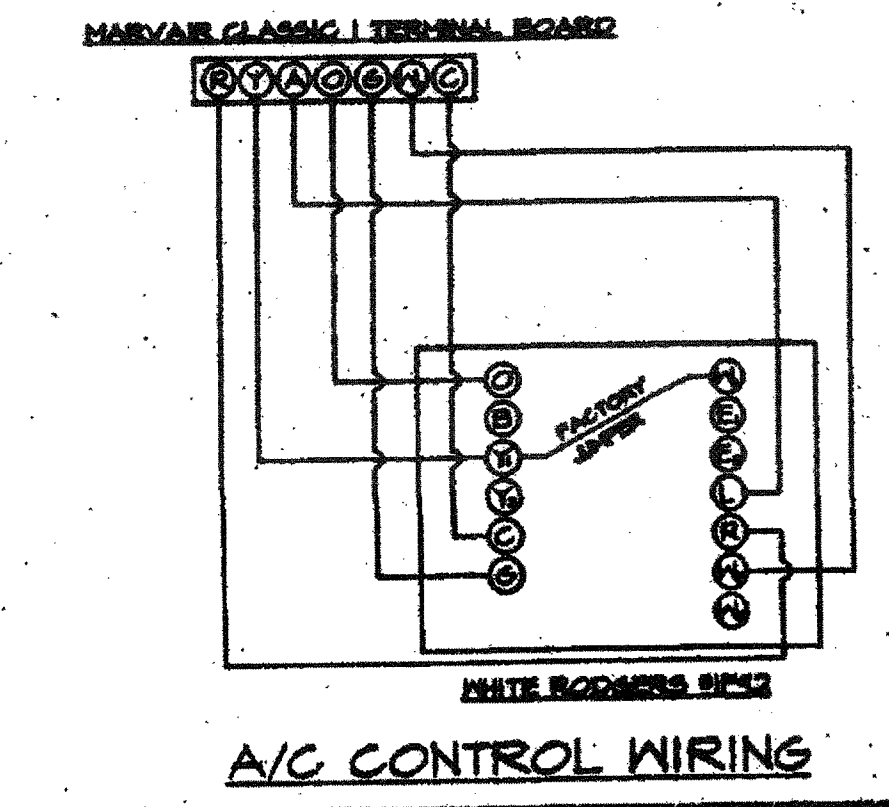 MARVAIR CLASSIC I TERMINAL BOARD
R Y A O G W C
O
B
Y1
Y2
C
G
FACTORY
JUMPER
W
E
L
R
WHITE RODGERS
A/C CONTROL WIRING